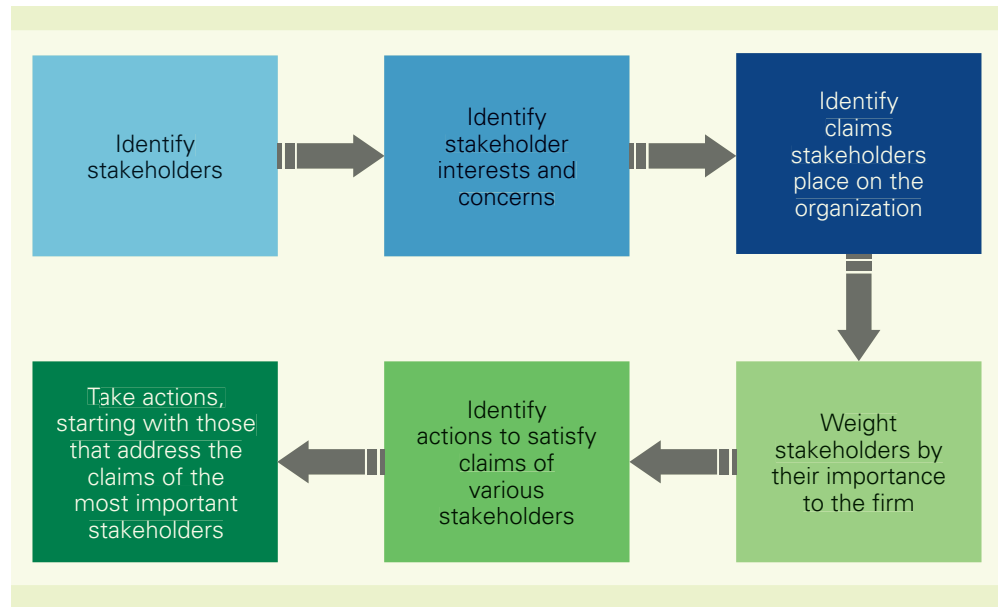 Identify
stakeholders
Identify
stakeholder
interests and
concerns
Identify
claims
stakeholders
place on the
organization
Weight
stakeholders by
their importance
to the firm
Identify
actions to satisfy
claims of
various
stakeholders
Take actions,
starting with those
that address the
claims of the
most important
stakeholders